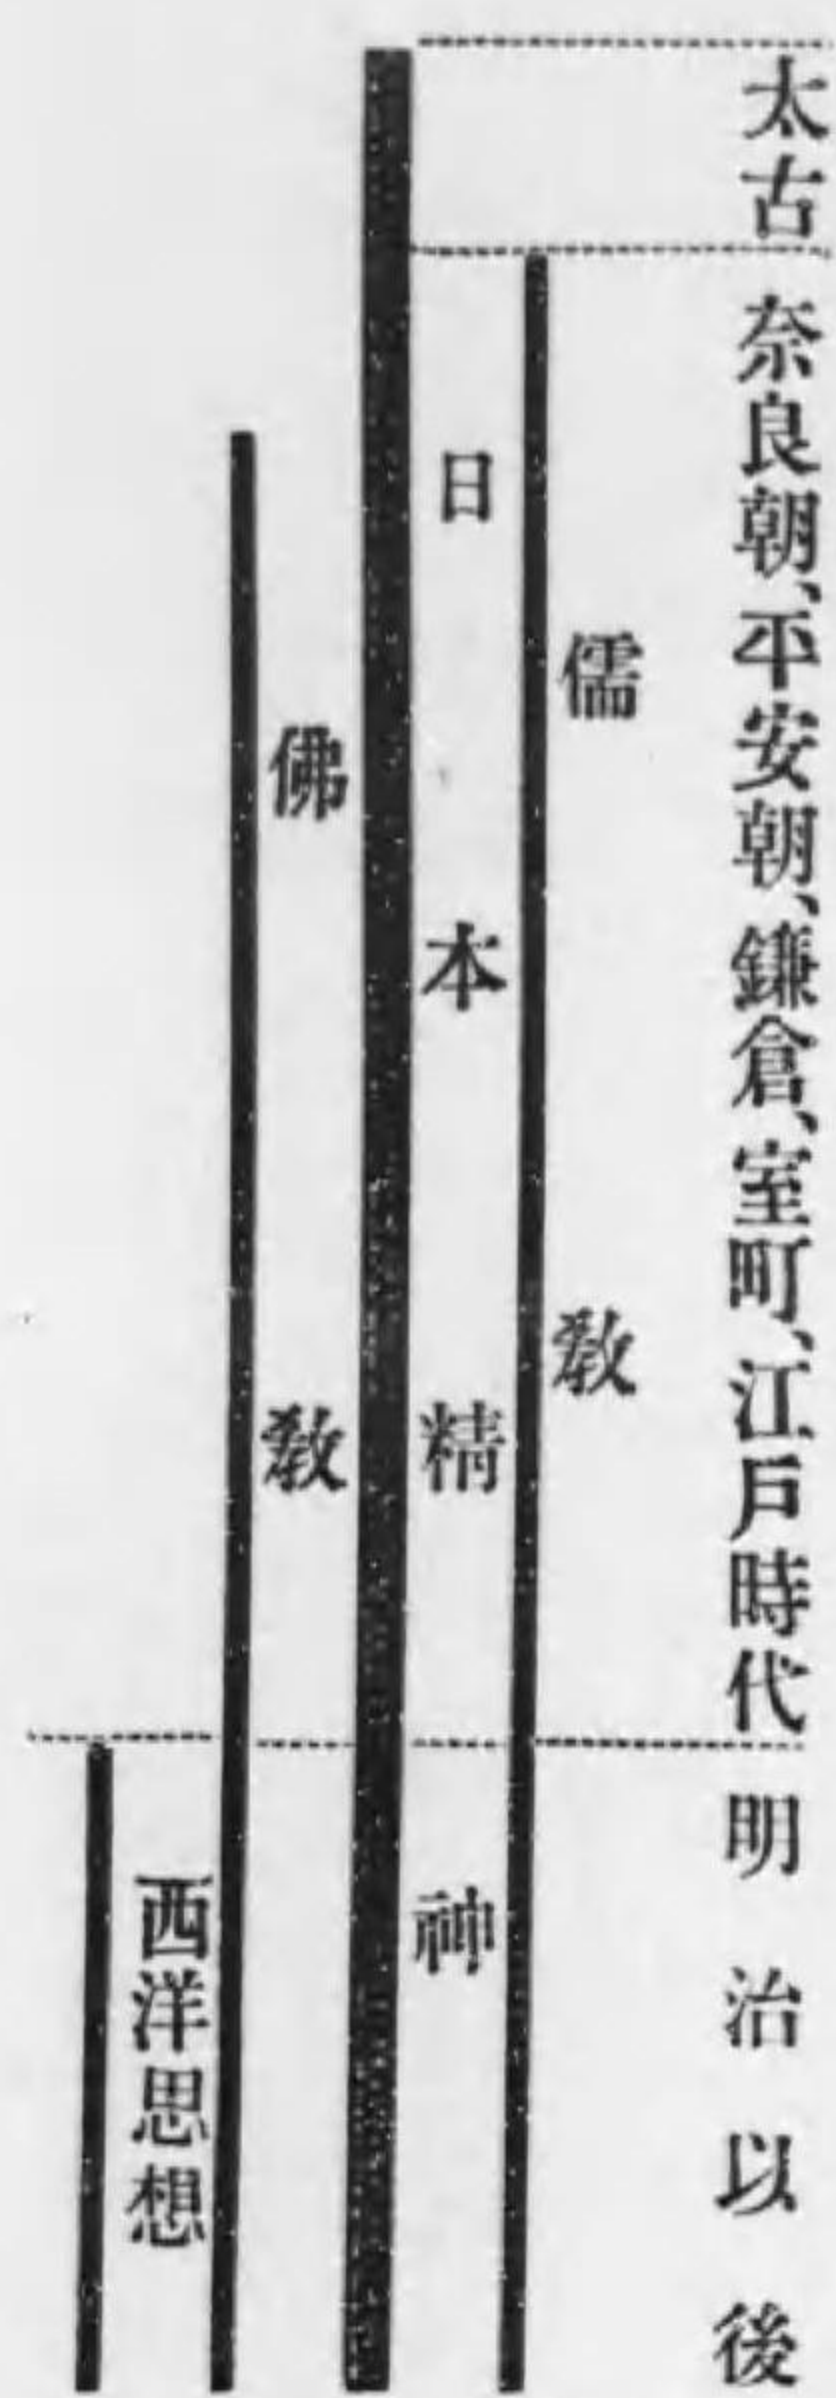 太古
奈良朝、平安朝、鎌倉、室町、江戸時代
明治以後
儒教
日本精神
佛教
西洋思想